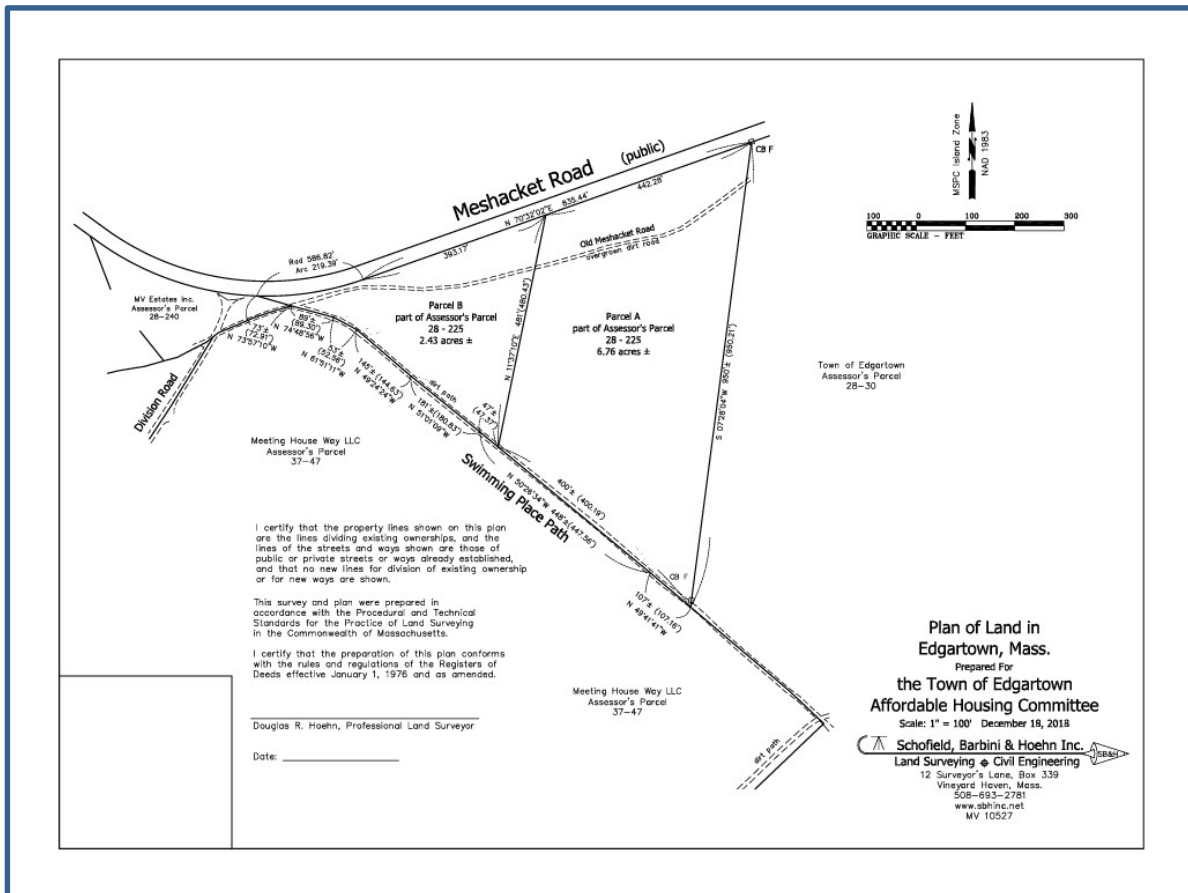 MSPC Island Zone
NAD 1983
100 0 100 200 300
GRAPHIC SCALE - FEET
Meshacket Road (public)
CB F
N 70°32'02"E 835.44'
442.28'
393.17'
Old Meshacket Road
overgrown dirt road
Rad 586.82'
Arc 219.39'
MV Estates Inc.
Assessor's Parcel
28-240
Parcel B
part of Assessor's Parcel
28 - 225
2.43 acres ±
N 11°37'10"E 481'(480.43')
Parcel A
part of Assessor's Parcel
28 - 225
6.76 acres ±
S 07°28'04"W 950'± (950.21')
Town of Edgartown
Assessor's Parcel
28-30
73'±
(72.91')
N 73°57'10"W
89'±
(89.30')
N 74°48'56"W
53'±
(52.56')
N 61°51'11"W
145'± (144.63')
N 49°24'24"W
dirt path
181'±(180.83')
N 51°01'09"W
47'±
(47.37')
Division Road
Meeting House Way LLC
Assessor's Parcel
37-47
Swimming Place Path
400'± (400.19')
N 50°26'34"W 448'±(447.56')
CB F
107'± (107.16')
N 49°41'41"W
I certify that the property lines shown on this plan
are the lines dividing existing ownerships, and the
lines of the streets and ways shown are those of
public or private streets or ways already established,
and that no new lines for division of existing ownership
or for new ways are shown.
This survey and plan were prepared in
accordance with the Procedural and Technical
Standards for the Practice of Land Surveying
in the Commonwealth of Massachusetts.
I certify that the preparation of this plan conforms
with the rules and regulations of the Registers of
Deeds effective January 1, 1976 and as amended.
Douglas R. Hoehn, Professional Land Surveyor
Date:
Meeting House Way LLC
Assessor's Parcel
37-47
dirt path
Plan of Land in
Edgartown, Mass.
Prepared For
the Town of Edgartown
Affordable Housing Committee
Scale: 1" = 100' December 18, 2018
Schofield, Barbini & Hoehn Inc.
SB&H
Land Surveying Civil Engineering
12 Surveyor's Lane, Box 339
Vineyard Haven, Mass.
508-693-2781
www.sbhinc.net
MV 10527